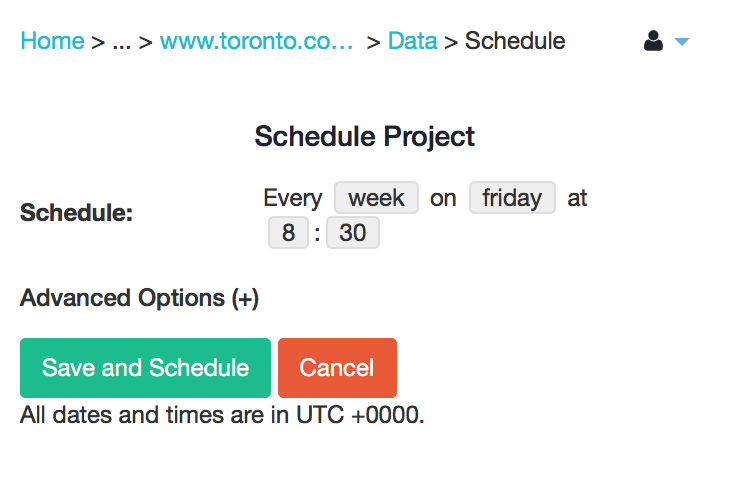 Home > ... > www.toronto.co... > Data > Schedule
Schedule Project
Schedule: Every week on friday at
8 : 30
Advanced Options (+)
Save and Schedule Cancel
All dates and times are in UTC +0000.